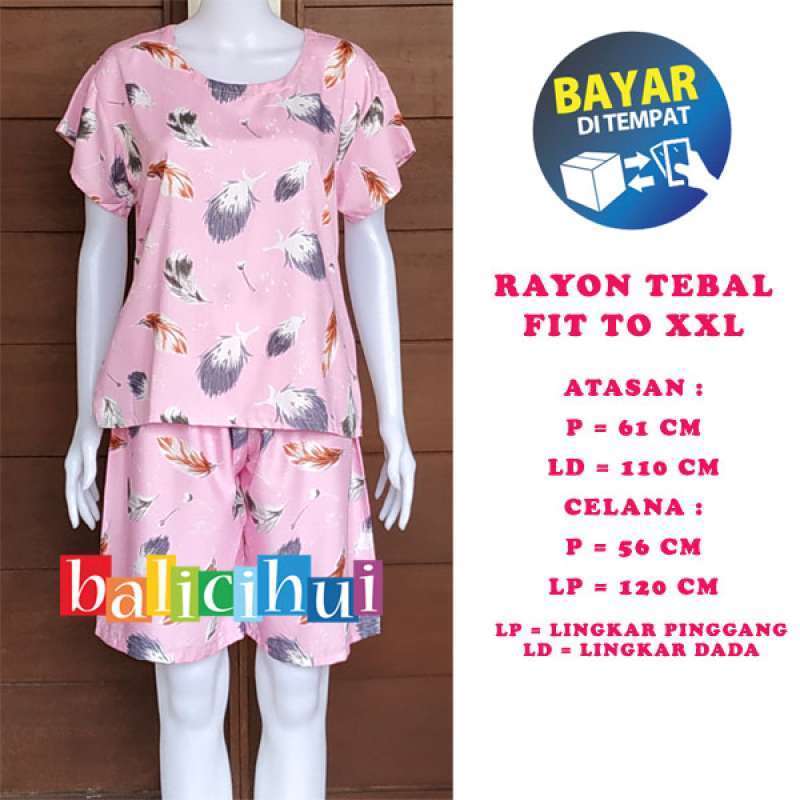 BAYAR
DI TEMPAT
RAYON TEBAL
FIT TO XXL
ATASAN :
P = 61 CM
LD = 110 CM
CELANA :
P = 56 CM
LP = 120 CM
LP = LINGKAR PINGGANG
LD = LINGKAR DADA
balicihui